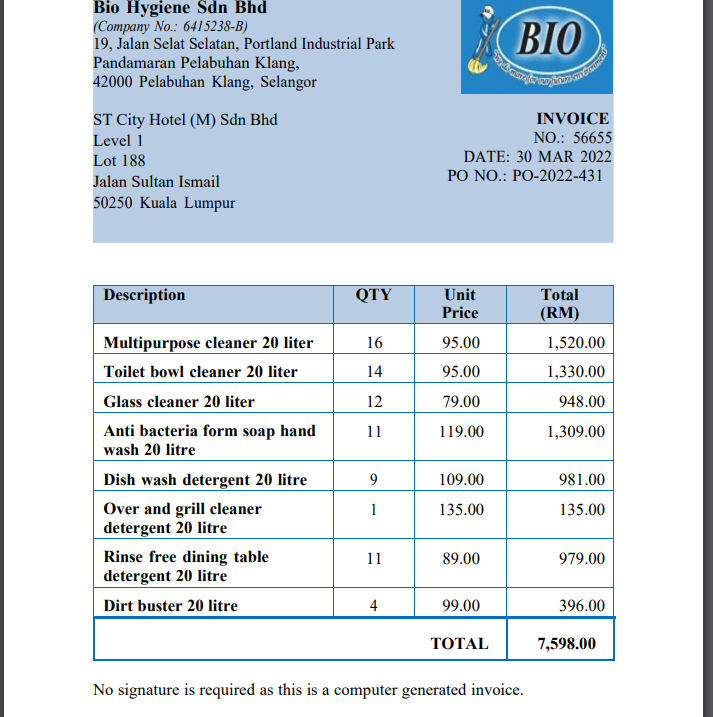 Bio Hygiene Sdn Bhd
(Company No.: 6415238-B)
19, Jalan Selat Selatan, Portland Industrial Park
Pandamaran Pelabuhan Klang,
42000 Pelabuhan Klang, Selangor
BIO
We do more for our future environment
ST City Hotel (M) Sdn Bhd
Level 1
Lot 188
Jalan Sultan Ismail
50250 Kuala Lumpur
INVOICE
NO.: 56655
DATE: 30 MAR 2022
PO NO.: PO-2022-431
Description QTY Unit Price Total (RM)
Multipurpose cleaner 20 liter 16 95.00 1,520.00
Toilet bowl cleaner 20 liter 14 95.00 1,330.00
Glass cleaner 20 liter 12 79.00 948.00
Anti bacteria form soap hand 11 119.00 1,309.00
wash 20 litre
Dish wash detergent 20 litre 9 109.00 981.00
Over and grill cleaner 1 135.00 135.00
detergent 20 litre
Rinse free dining table 11 89.00 979.00
detergent 20 litre
Dirt buster 20 litre 4 99.00 396.00
TOTAL 7,598.00
No signature is required as this is a computer generated invoice.